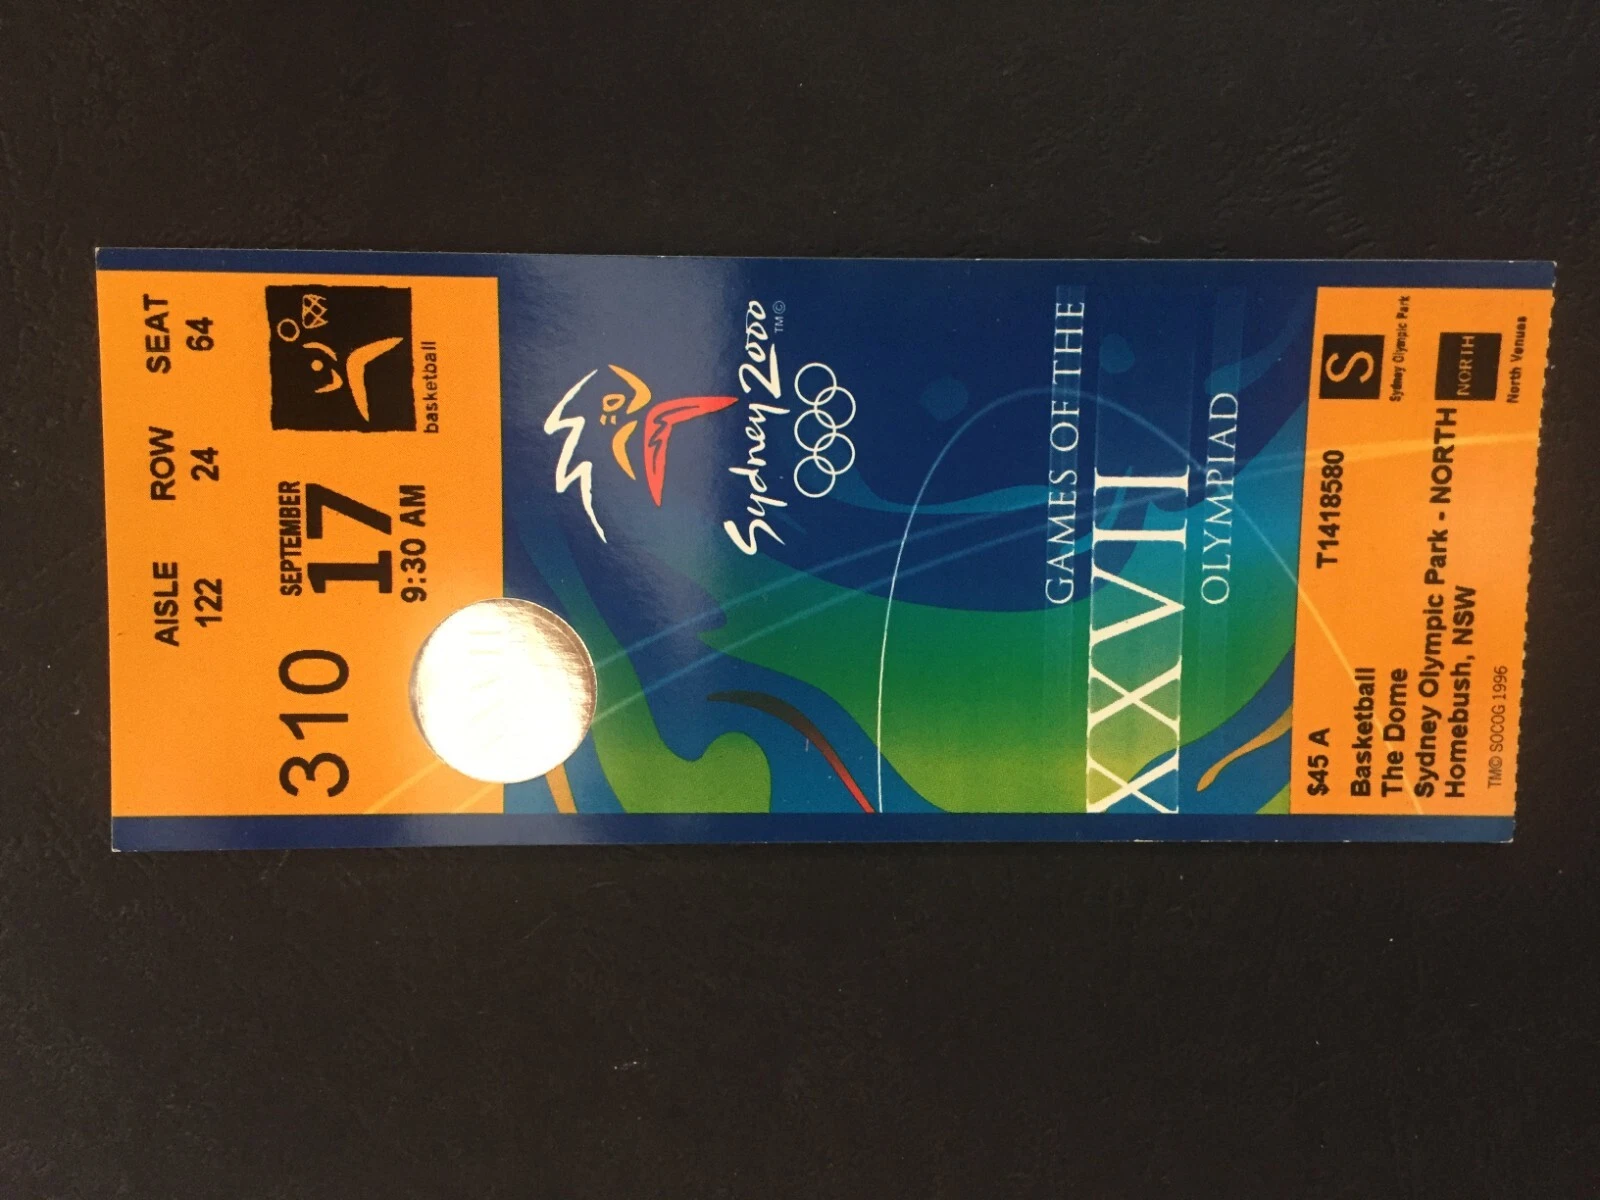 AISLE ROW SEAT
122 24 64
310
SEPTEMBER
17
9:30 AM
basketball
Sydney 2000
TM©
GAMES OF THE
XXVII
OLYMPIAD
$45 A T1418580
Basketball
The Dome
Sydney Olympic Park - NORTH
Homebush, NSW
TM© SOCOG 1996
S
Sydney Olympic Park
NORTH
North Venues